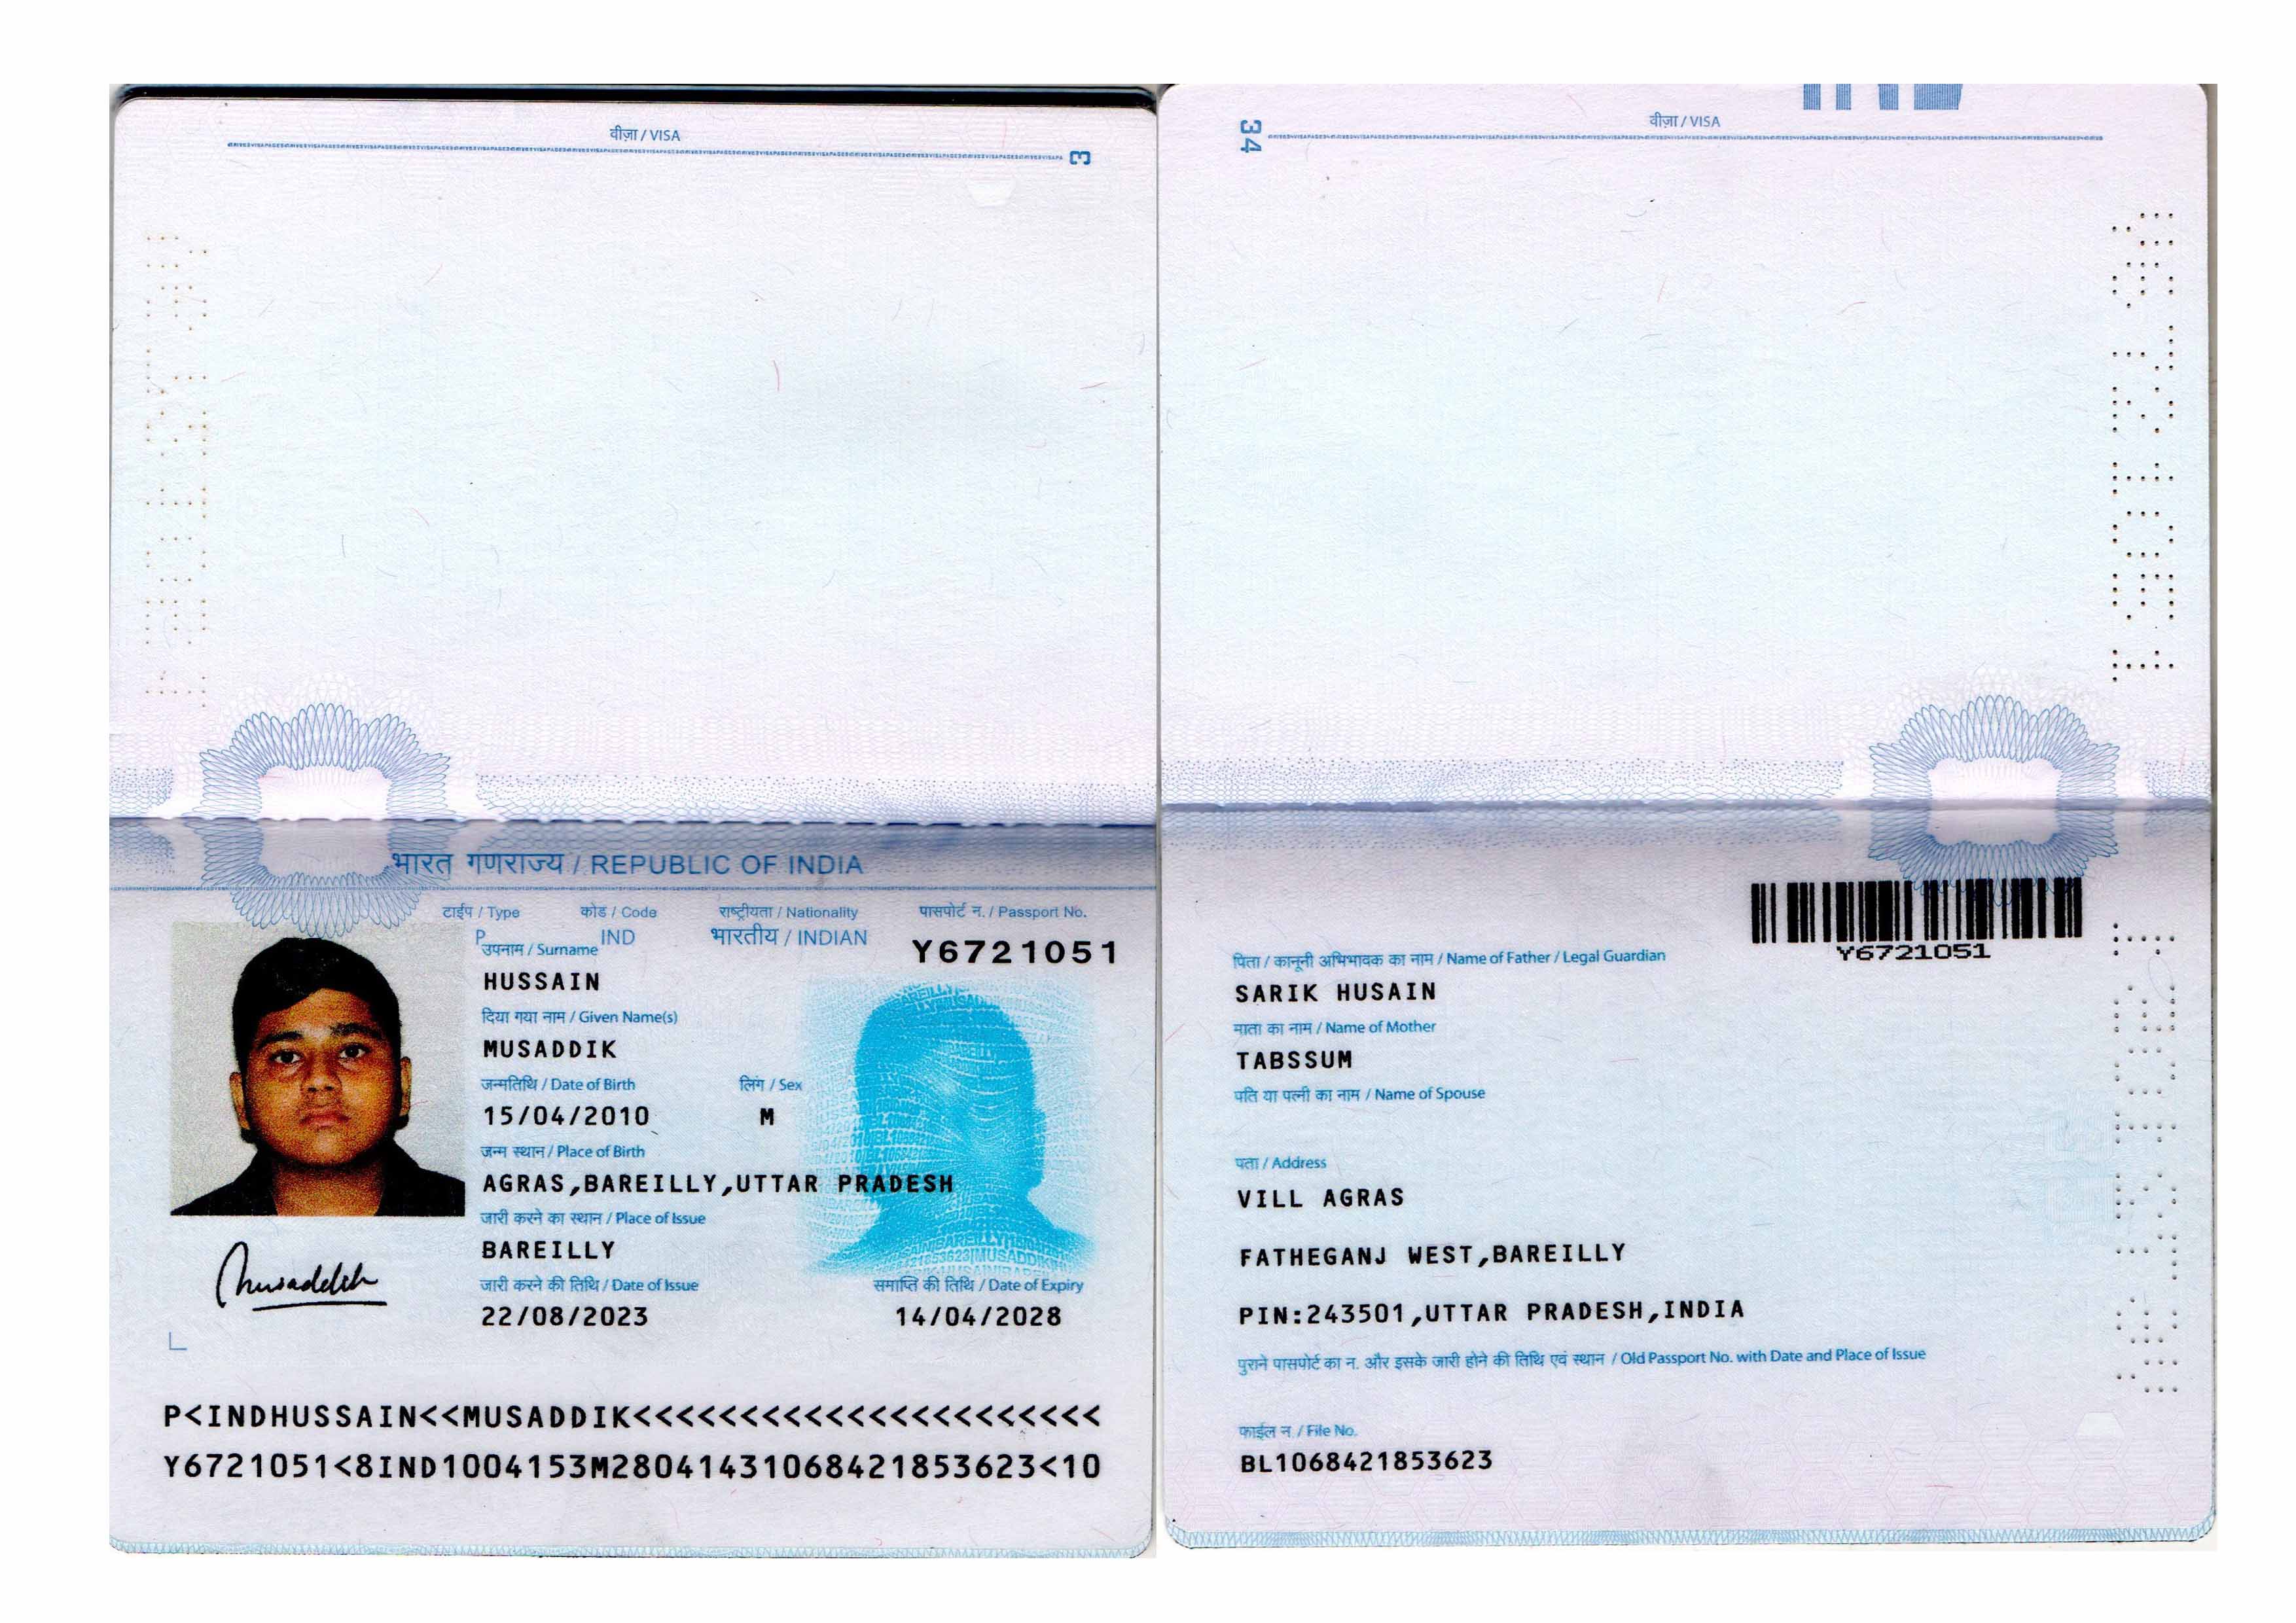 वीज़ा / VISA
3
भारत गणराज्य / REPUBLIC OF INDIA
टाईप / Type
कोड / Code
राष्ट्रीयता / Nationality
पासपोर्ट न. / Passport No.
P
IND
भारतीय / INDIAN
Y6721051
उपनाम / Surname
HUSSAIN
दिया गया नाम / Given Name(s)
MUSADDIK
जन्मतिथि / Date of Birth
लिंग / Sex
15/04/2010
M
जन्म स्थान / Place of Birth
AGRAS,BAREILLY,UTTAR PRADESH
जारी करने का स्थान / Place of Issue
BAREILLY
जारी करने की तिथि / Date of Issue
समाप्ति की तिथि / Date of Expiry
22/08/2023
14/04/2028
Musaddik
P<INDHUSSAIN<<MUSADDIK<<<<<<<<<<<<<<<<<<<<<<
Y6721051<8IND1004153M28041431068421853623<10
वीज़ा / VISA
34
Y6721051
पिता / कानूनी अभिभावक का नाम / Name of Father / Legal Guardian
SARIK HUSAIN
माता का नाम / Name of Mother
TABSSUM
पति या पत्नी का नाम / Name of Spouse
पता / Address
VILL AGRAS
FATHEGANJ WEST,BAREILLY
PIN:243501,UTTAR PRADESH,INDIA
पुराने पासपोर्ट का न. और इसके जारी होने की तिथि एवं स्थान / Old Passport No. with Date and Place of Issue
फाईल न. / File No.
BL1068421853623